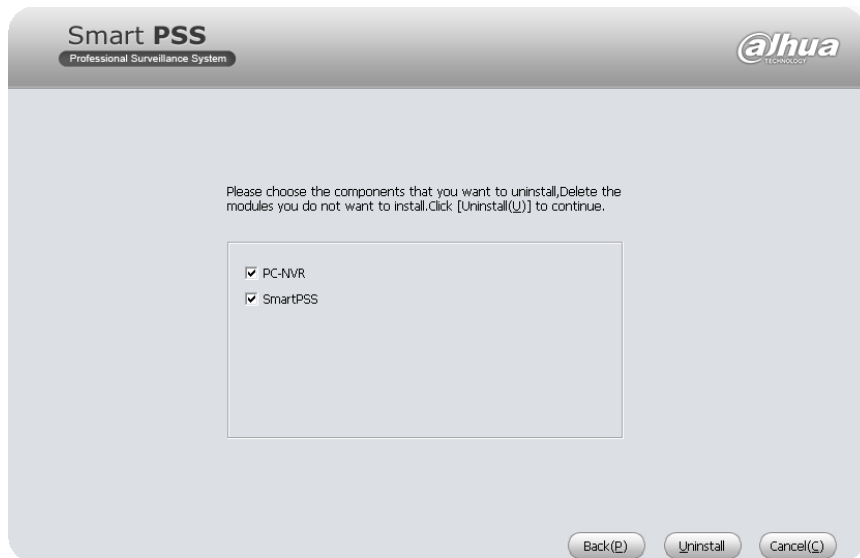 Smart PSS
Professional Surveillance System
alhua
TECHNOLOGY
Please choose the components that you want to uninstall,Delete the
modules you do not want to install.Click [Uninstall(U)] to continue.
PC-NVR
SmartPSS
Back(P)
Uninstall
Cancel(C)